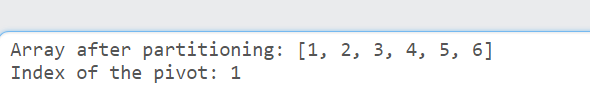 Array after partitioning: [1, 2, 3, 4, 5, 6]
Index of the pivot: 1